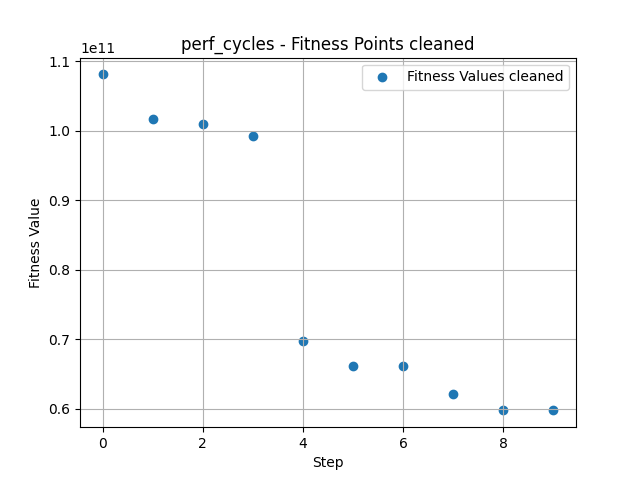 perf_cycles - Fitness Points cleaned
1e11
Fitness Values cleaned
1.1
1.0
0.9
0.8
0.7
0.6
Fitness Value
0 2 4 6 8
Step